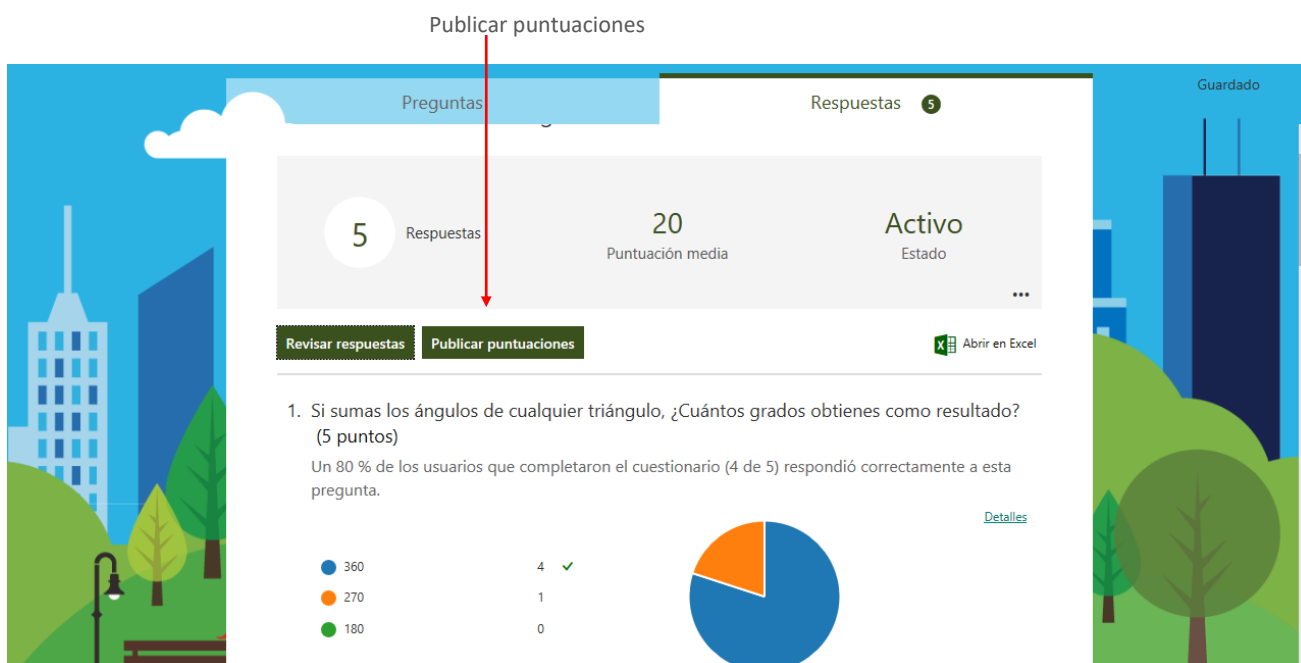 Publicar puntuaciones
Guardado
Preguntas
Respuestas 5
5 Respuestas
20
Puntuación media
Activo
Estado
...
Revisar respuestas
Publicar puntuaciones
Abrir en Excel
1. Si sumas los ángulos de cualquier triángulo, ¿Cuántos grados obtienes como resultado?
(5 puntos)
Un 80 % de los usuarios que completaron el cuestionario (4 de 5) respondió correctamente a esta
pregunta.
Detalles
360 4 ✓
270 1
180 0